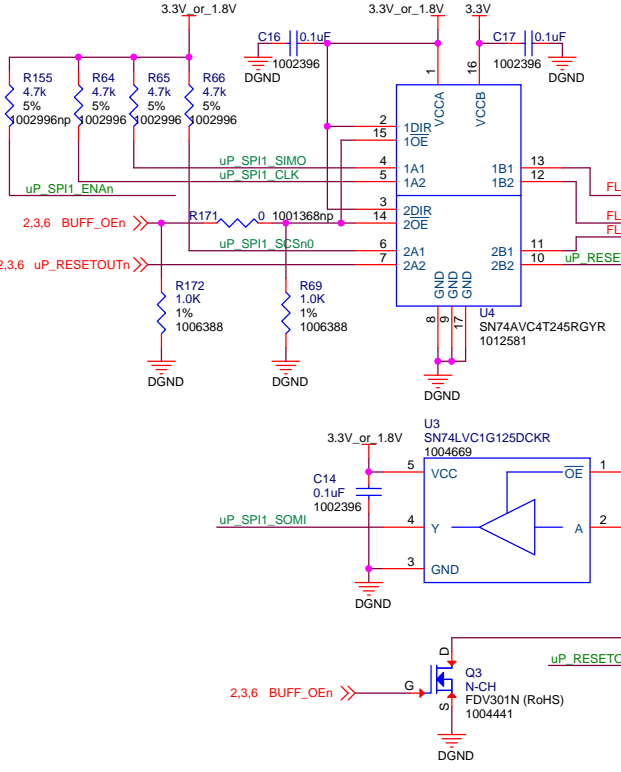 3.3V_or_1.8V
3.3V_or_1.8V
3.3V
C16
0.1uF
1002396
DGND
C17
0.1uF
1002396
DGND
R155
4.7k
5%
1002996np
R64
4.7k
5%
1002996
R65
4.7k
5%
1002996
R66
4.7k
5%
1002996
1
VCCA
16
VCCB
2
1DIR
15
1OE
uP_SPI1_SIMO
4
1A1
1B1
13
uP_SPI1_CLK
5
1A2
1B2
12
uP_SPI1_ENAn
FL
3
2DIR
2,3,6 BUFF_OEn
R171
0
1001368np
14
2OE
FL
FL
uP_SPI1_SCSn0
6
2A1
2B1
11
2,3,6 uP_RESETOUTn
7
2A2
2B2
10
uP_RESE
GND
GND
GND
8
9
17
R172
1.0K
1%
1006388
DGND
R69
1.0K
1%
1006388
DGND
U4
SN74AVC4T245RGYR
1012581
DGND
U3
SN74LVC1G125DCKR
1004669
3.3V_or_1.8V
5
VCC
OE
1
C14
0.1uF
1002396
uP_SPI1_SOMI
4
Y
A
2
3
GND
DGND
D
uP_RESETO
Q3
N-CH
FDV301N (RoHS)
1004441
2,3,6 BUFF_OEn
G
S
DGND